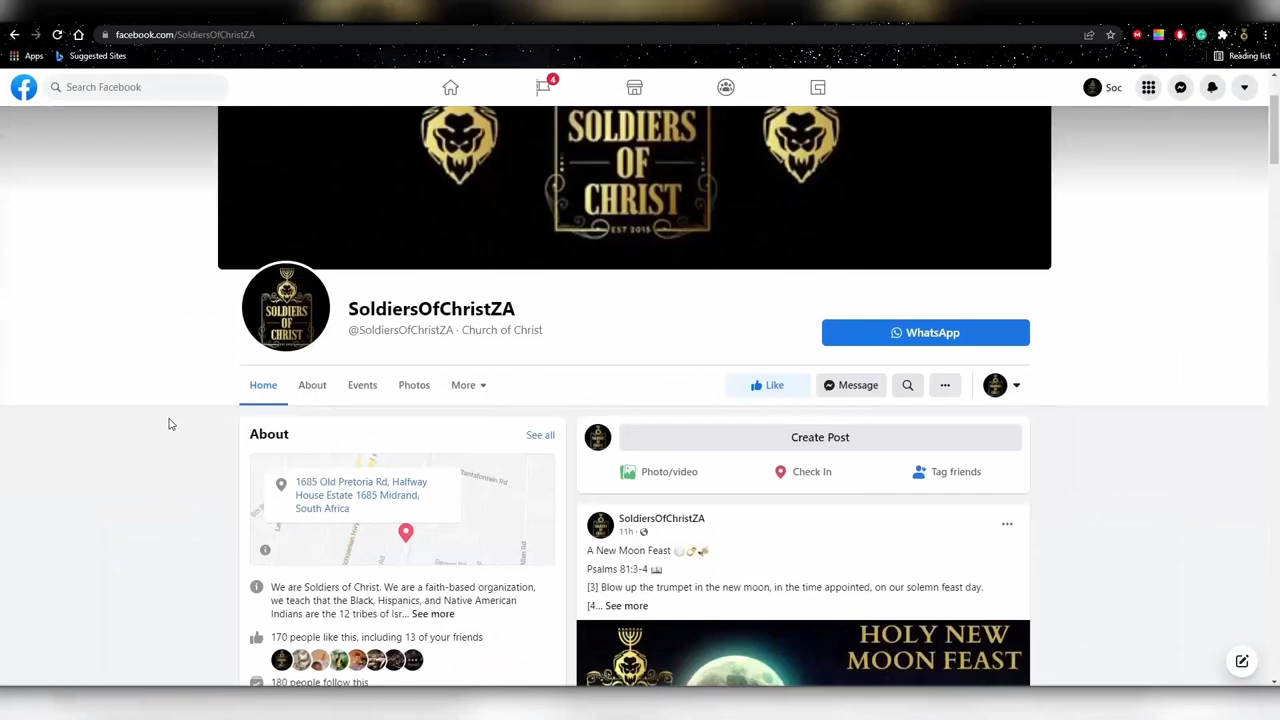 facebook.com/SoldiersOfChristZA
Apps
Suggested Sites
Reading list
Search Facebook
4
Soc
SOLDIERS
OF
CHRIST
EST 2015
SOLDIERS
OF
CHRIST
SoldiersOfChristZA
@SoldiersOfChristZA · Church of Christ
WhatsApp
Home
About
Events
Photos
More
Like
Message
About
See all
1685 Old Pretoria Rd, Halfway
House Estate 1685 Midrand,
South Africa
We are Soldiers of Christ. We are a faith-based organization,
we teach that the Black, Hispanics, and Native American
Indians are the 12 tribes of Isr... See more
170 people like this, including 13 of your friends
180 people follow this
Create Post
Photo/video
Check In
Tag friends
SoldiersOfChristZA
11h ·
A New Moon Feast
Psalms 81:3-4
[3] Blow up the trumpet in the new moon, in the time appointed, on our solemn feast day.
[4... See more
HOLY NEW
MOON FEAST